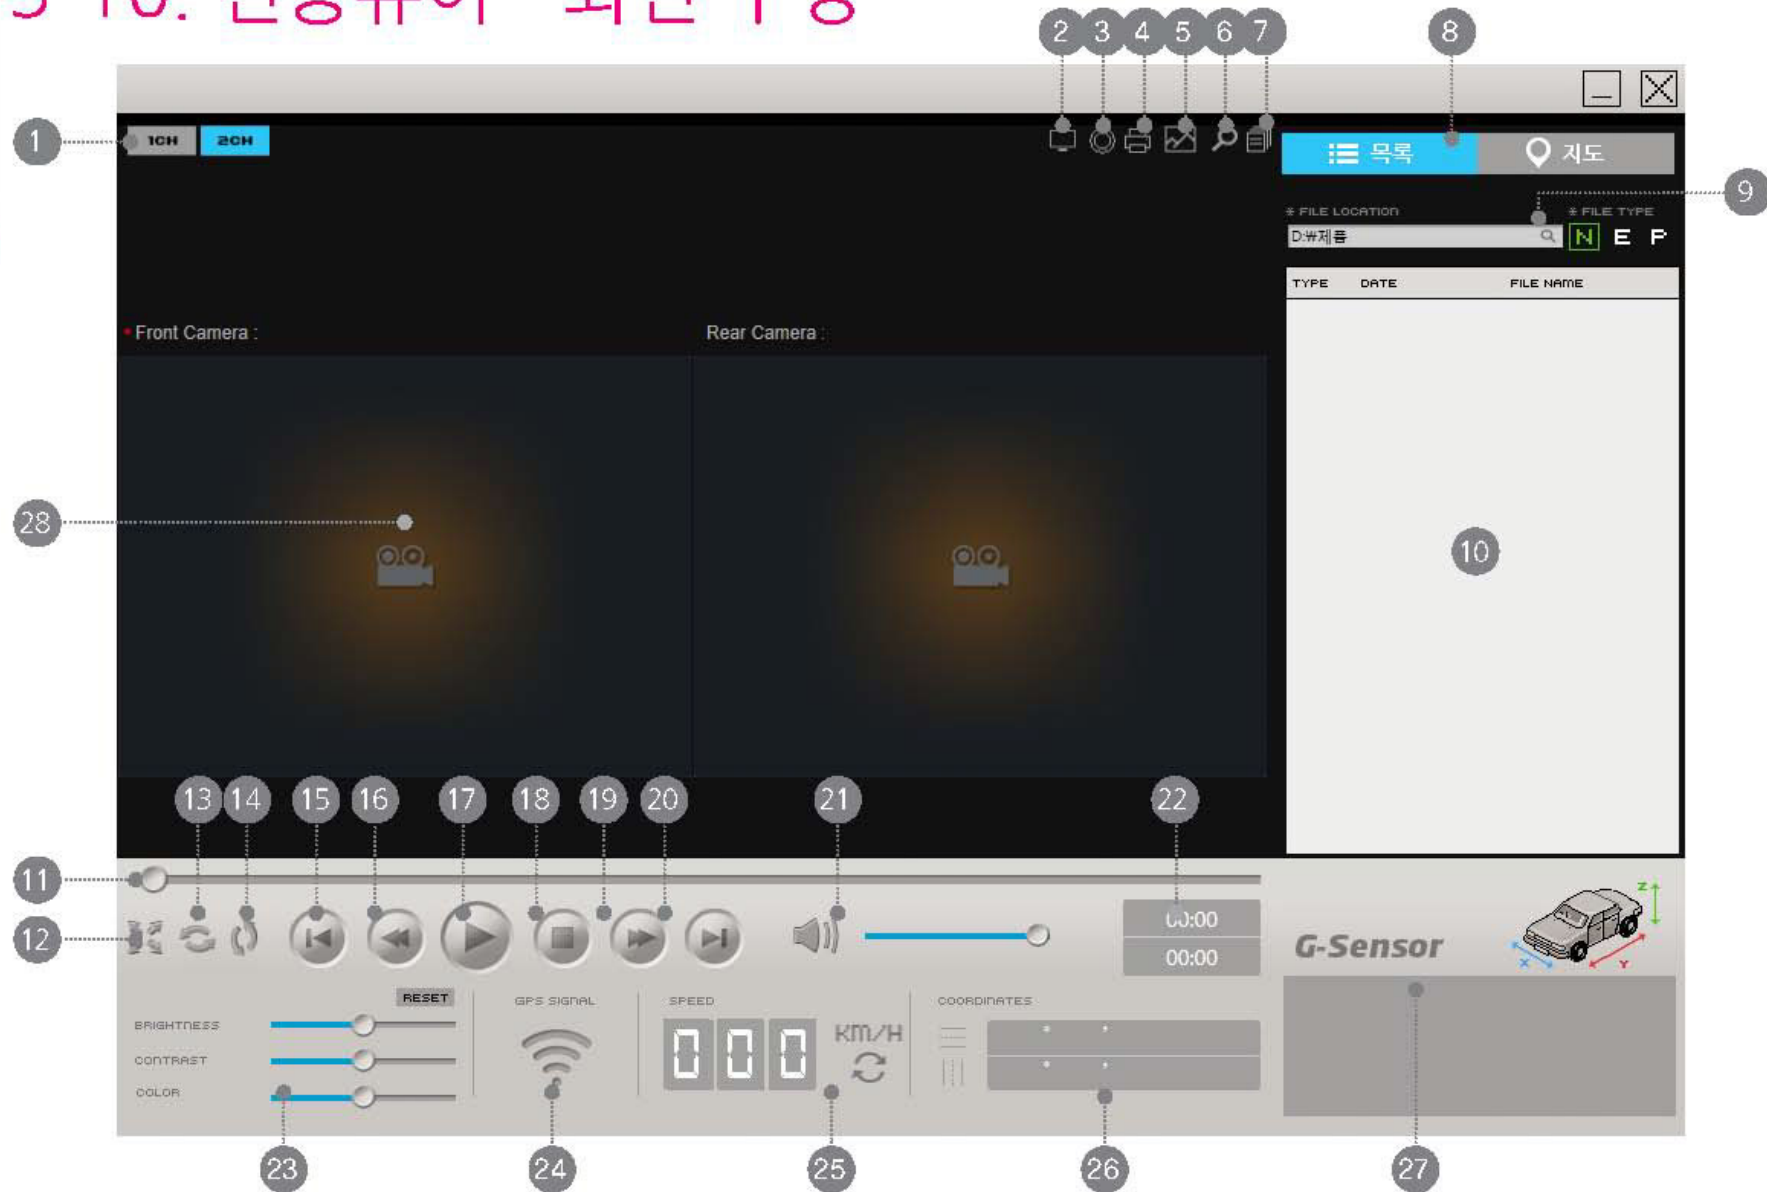 2 3 4 5 6 7 8
1
1CH 2CH
목록 지도
9
* FILE LOCATION * FILE TYPE
D:₩제품 N E P
TYPE DATE FILE NAME
* Front Camera : Rear Camera :
28
10
13 14 15 16 17 18 19 20 21 22
11
12
00:00
00:00
G-Sensor
Z
X Y
RESET
GPS SIGNAL SPEED COORDINATES
BRIGHTNESS
CONTRAST
COLOR
000 KM/H
23 24 25 26 27